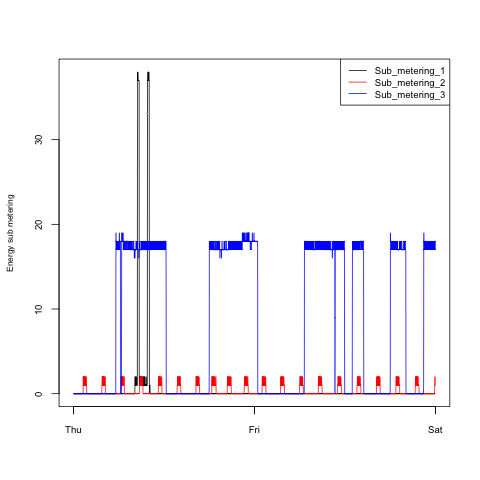 Sub_metering_1
Sub_metering_2
Sub_metering_3
Energy sub metering
30
20
10
0
Thu Fri Sat